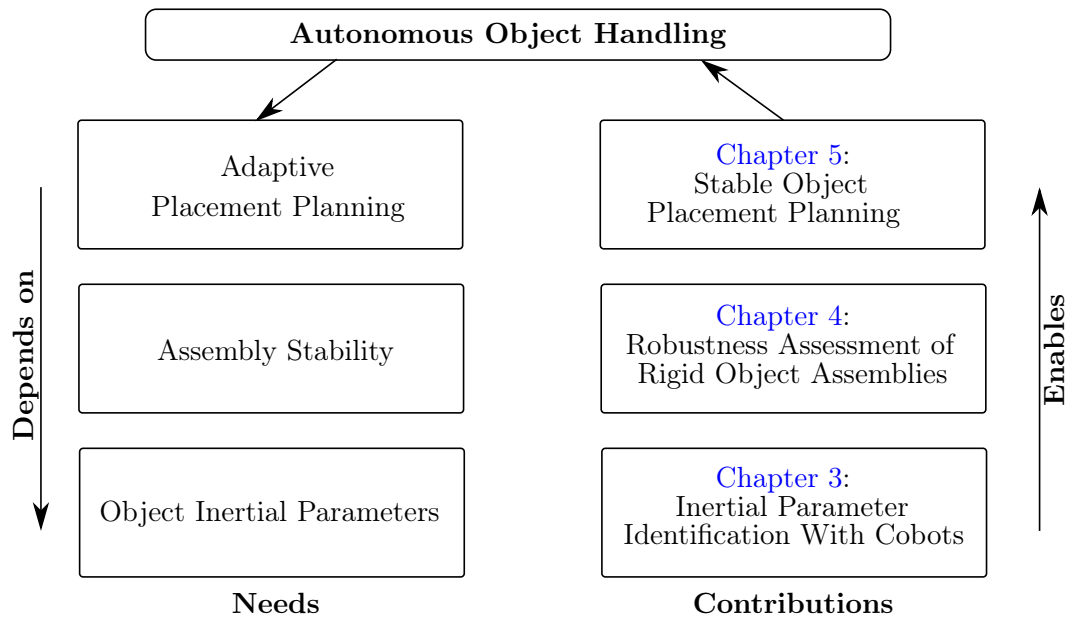 Autonomous Object Handling
Depends on
Adaptive
Placement Planning
Assembly Stability
Object Inertial Parameters
Needs
Chapter 5:
Stable Object
Placement Planning
Chapter 4:
Robustness Assessment of
Rigid Object Assemblies
Chapter 3:
Inertial Parameter
Identification With Cobots
Contributions
Enables